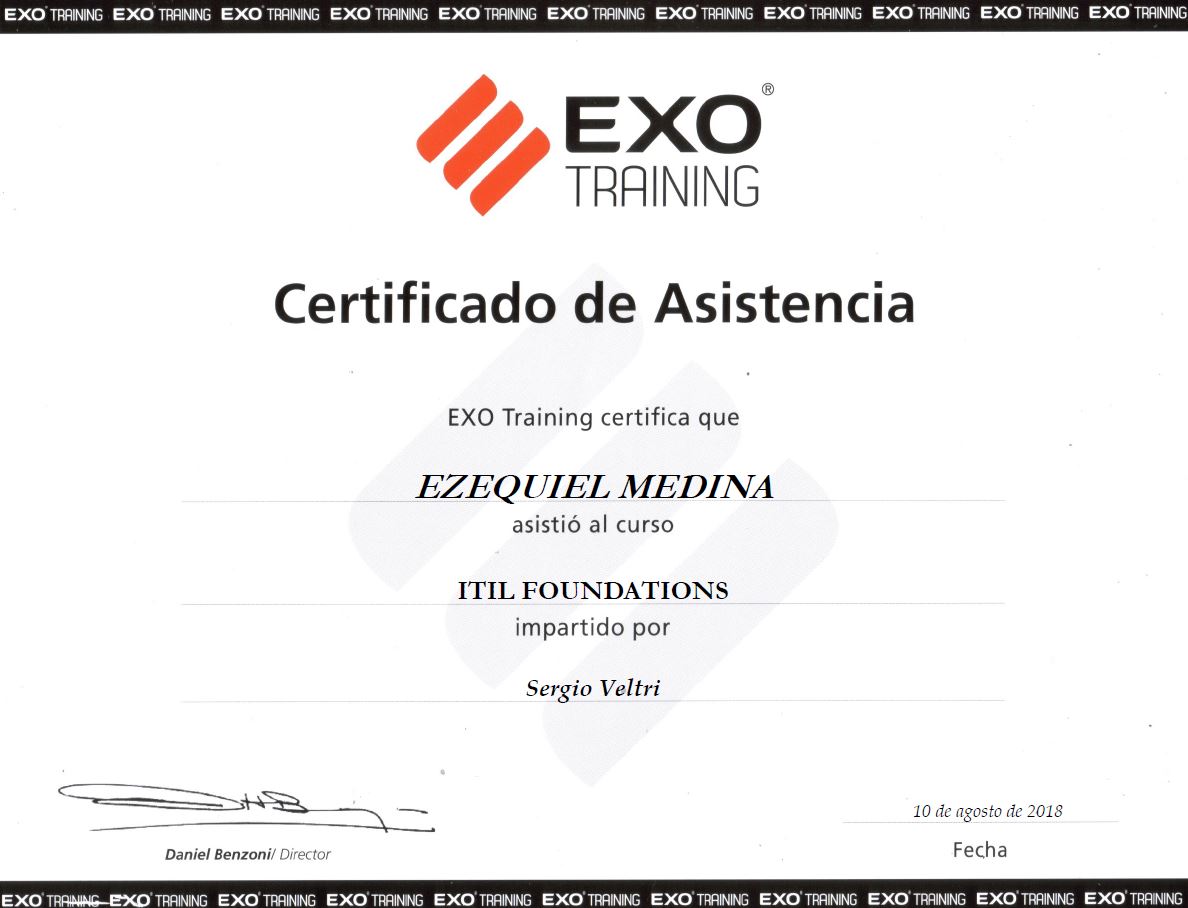 EXO® TRAINING EXO® TRAINING EXO® TRAINING EXO® TRAINING EXO® TRAINING EXO® TRAINING EXO® TRAINING EXO® TRAINING EXO® TRAINING EXO® TRAINING EXO® TRAINING
EXO®
TRAINING
Certificado de Asistencia
EXO Training certifica que
EZEQUIEL MEDINA
asistió al curso
ITIL FOUNDATIONS
impartido por
Sergio Veltri
10 de agosto de 2018
Daniel Benzoni/ Director
Fecha
EXO® TRAINING EXO® TRAINING EXO® TRAINING EXO® TRAINING EXO® TRAINING EXO® TRAINING EXO® TRAINING EXO® TRAINING EXO® TRAINING EXO® TRAINING EXO® TRAINING